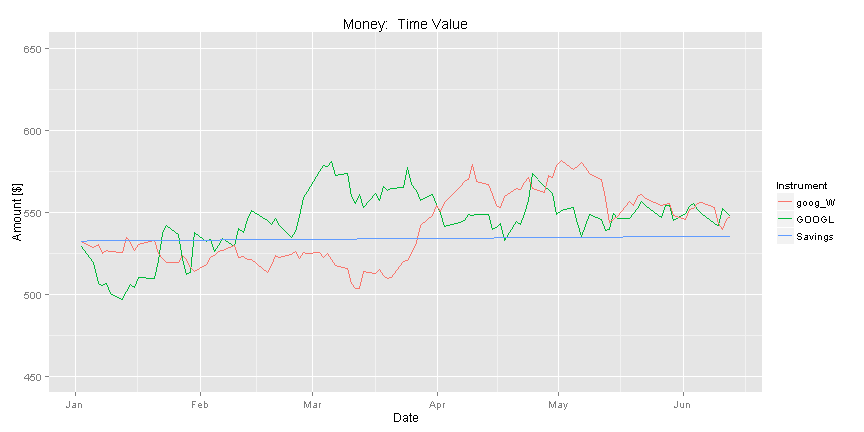 Money:  Time Value
Amount [$]
650
600
550
500
450
Jan
Feb
Mar
Apr
May
Jun
Date
Instrument
goog_W
GOOGL
Savings